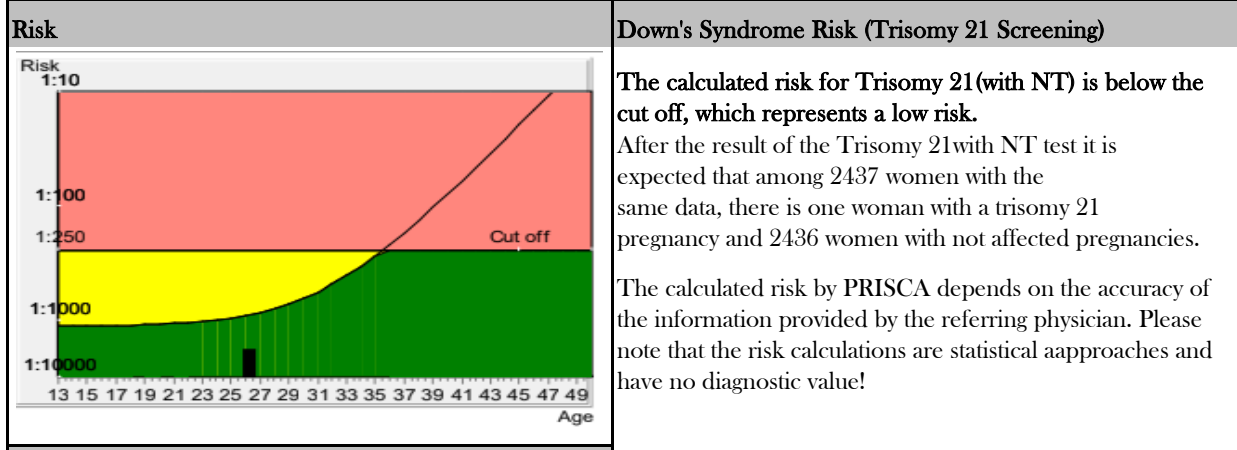 Risk
Risk
1:10
1:100
1:250
Cut off
1:1000
1:10000
13 15 17 19 21 23 25 27 29 31 33 35 37 39 41 43 45 47 49
Age
Down's Syndrome Risk (Trisomy 21 Screening)
The calculated risk for Trisomy 21(with NT) is below the
cut off, which represents a low risk.
After the result of the Trisomy 21with NT test it is
expected that among 2437 women with the
same data, there is one woman with a trisomy 21
pregnancy and 2436 women with not affected pregnancies.
The calculated risk by PRISCA depends on the accuracy of
the information provided by the referring physician. Please
note that the risk calculations are statistical aapproaches and
have no diagnostic value!